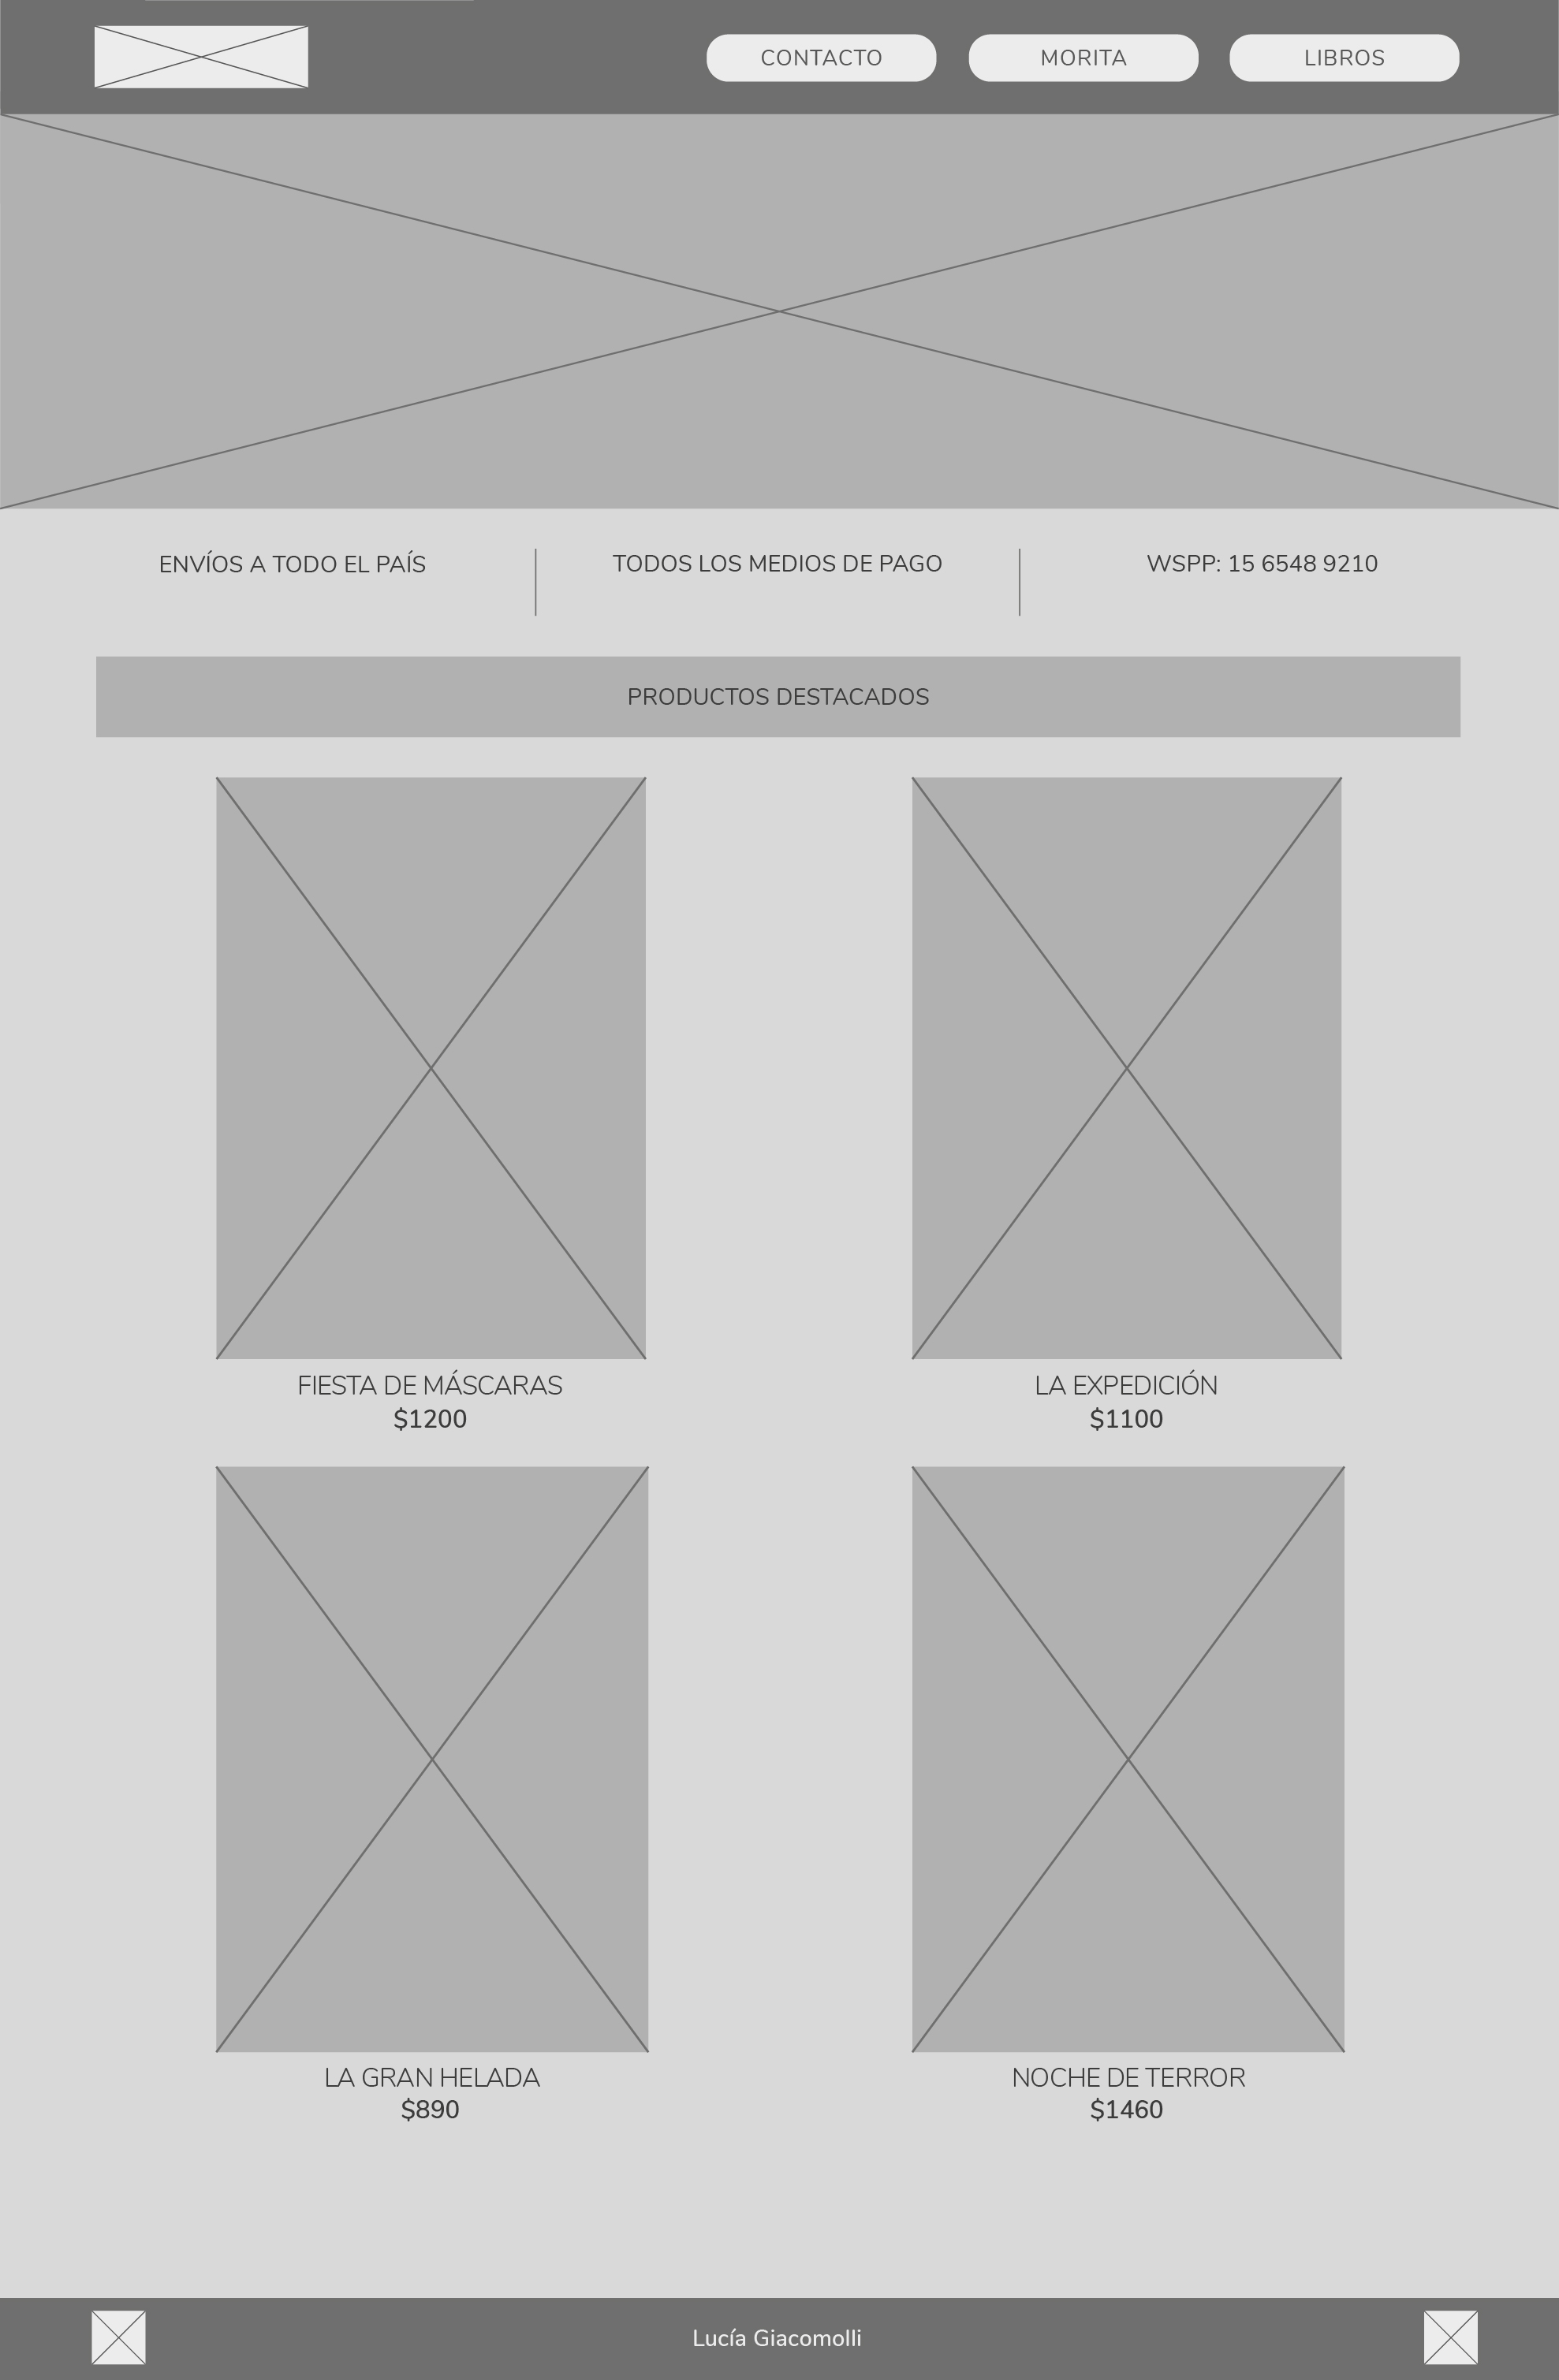 CONTACTO
MORITA
LIBROS
ENVÍOS A TODO EL PAÍS
TODOS LOS MEDIOS DE PAGO
WSPP: 15 6548 9210
PRODUCTOS DESTACADOS
FIESTA DE MÁSCARAS
$1200
LA EXPEDICIÓN
$1100
LA GRAN HELADA
$890
NOCHE DE TERROR
$1460
Lucía Giacomolli